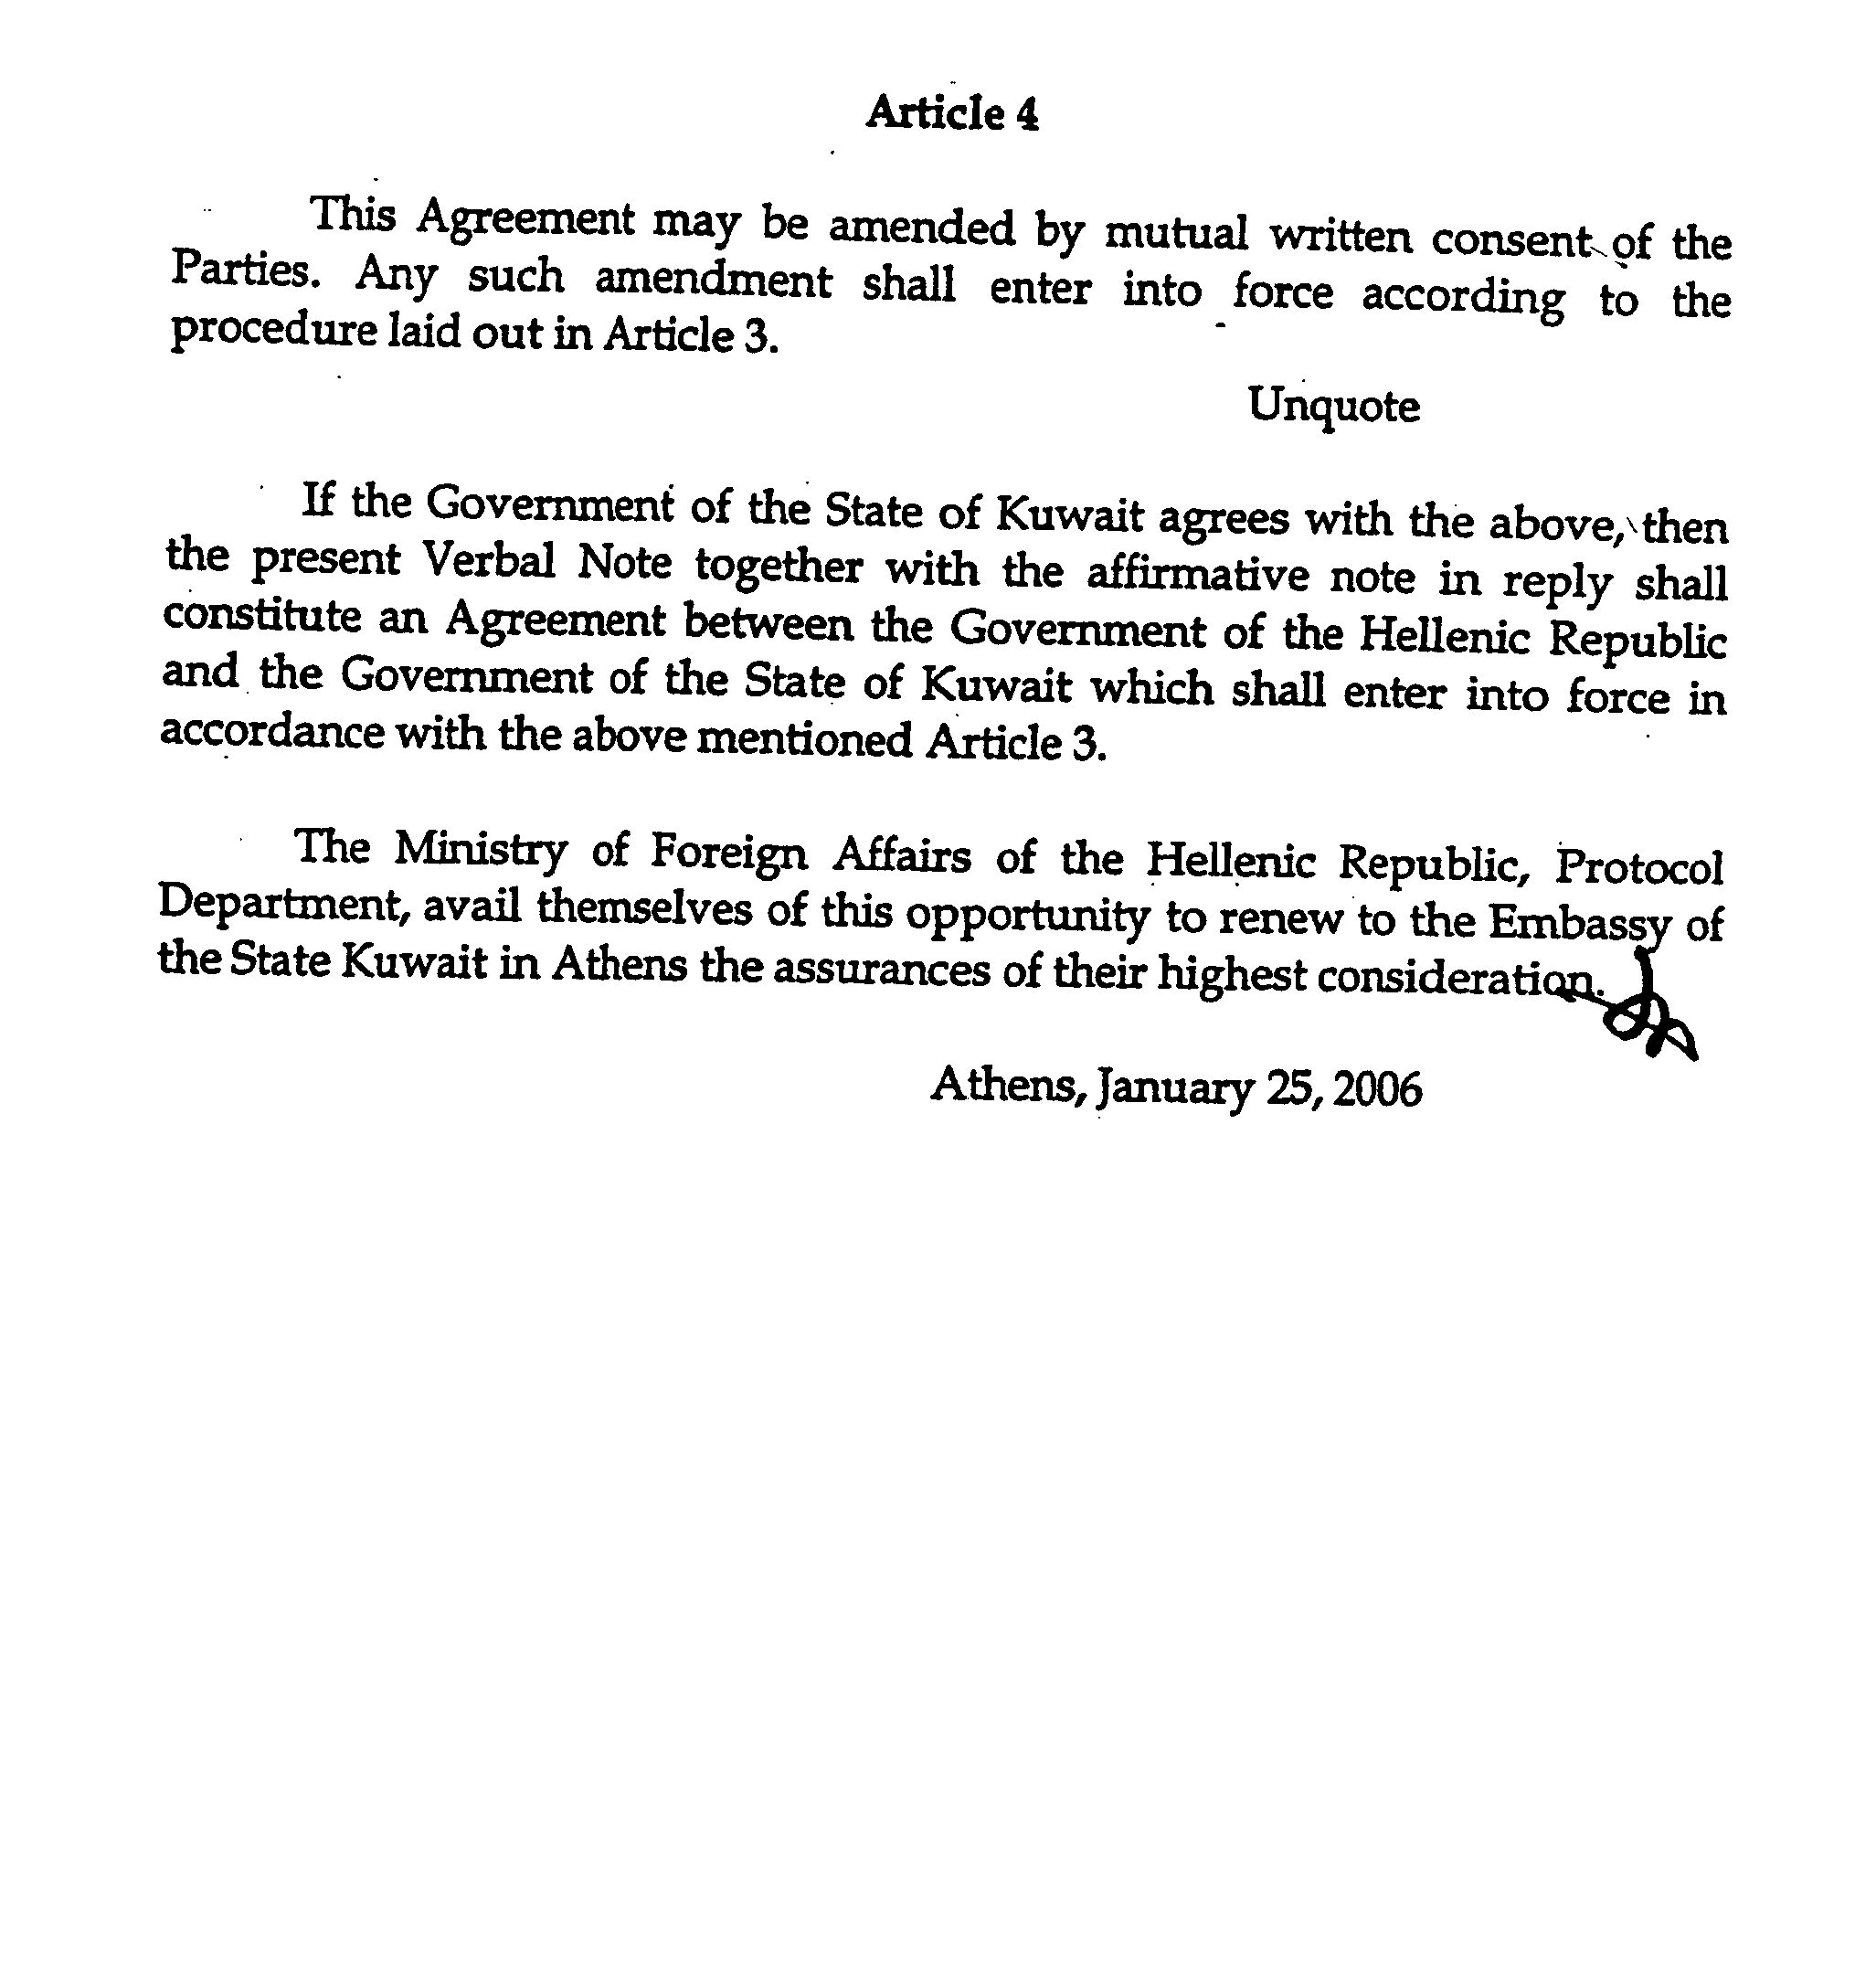 Article 4
This Agreement may be amended by mutual written consent of the
Parties. Any such amendment shall enter into force according to the
procedure laid out in Article 3.
Unquote
If the Government of the State of Kuwait agrees with the above, then
the present Verbal Note together with the affirmative note in reply shall
constitute an Agreement between the Government of the Hellenic Republic
and the Government of the State of Kuwait which shall enter into force in
accordance with the above mentioned Article 3.
The Ministry of Foreign Affairs of the Hellenic Republic, Protocol
Department, avail themselves of this opportunity to renew to the Embassy of
the State Kuwait in Athens the assurances of their highest consideration.
Athens, January 25, 2006